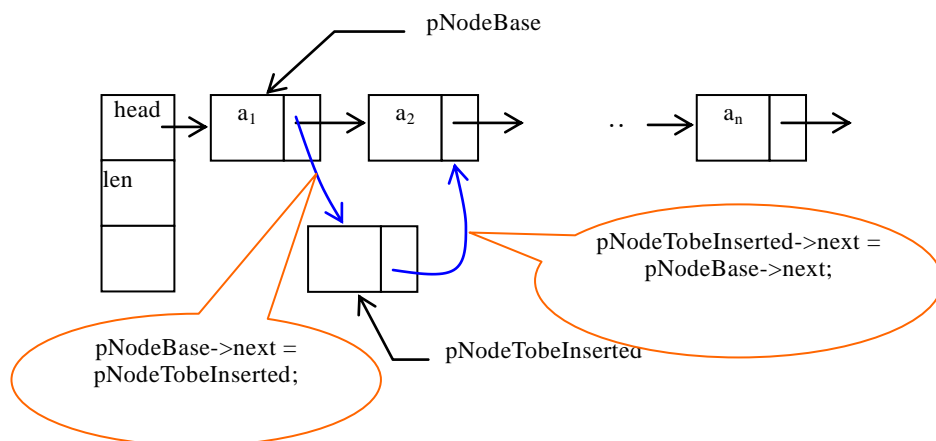 pNodeBase
head
a1
a2
..
an
len
pNodeTobeInserted->next =
pNodeBase->next;
pNodeBase->next =
pNodeTobeInserted;
pNodeTobeInserted